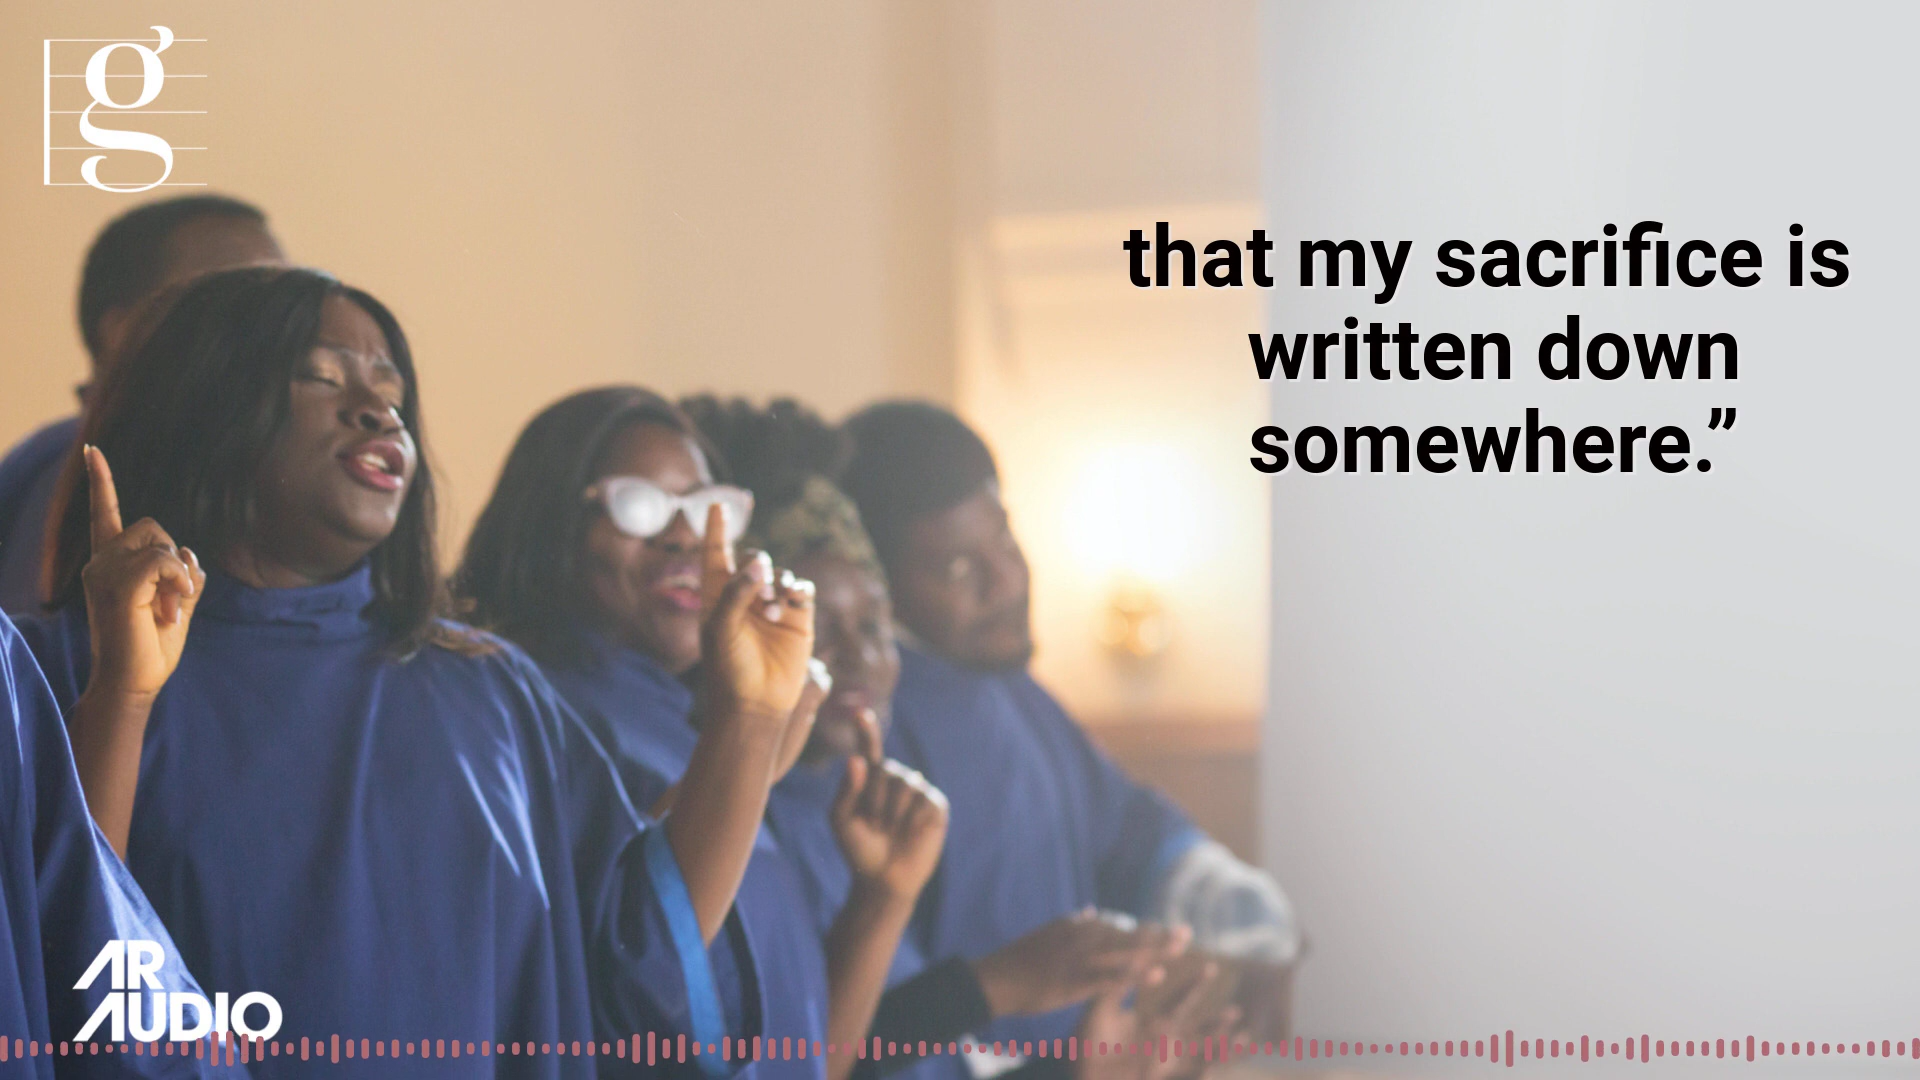 g
that my sacrifice is
written down
somewhere.”
AR
AUDIO